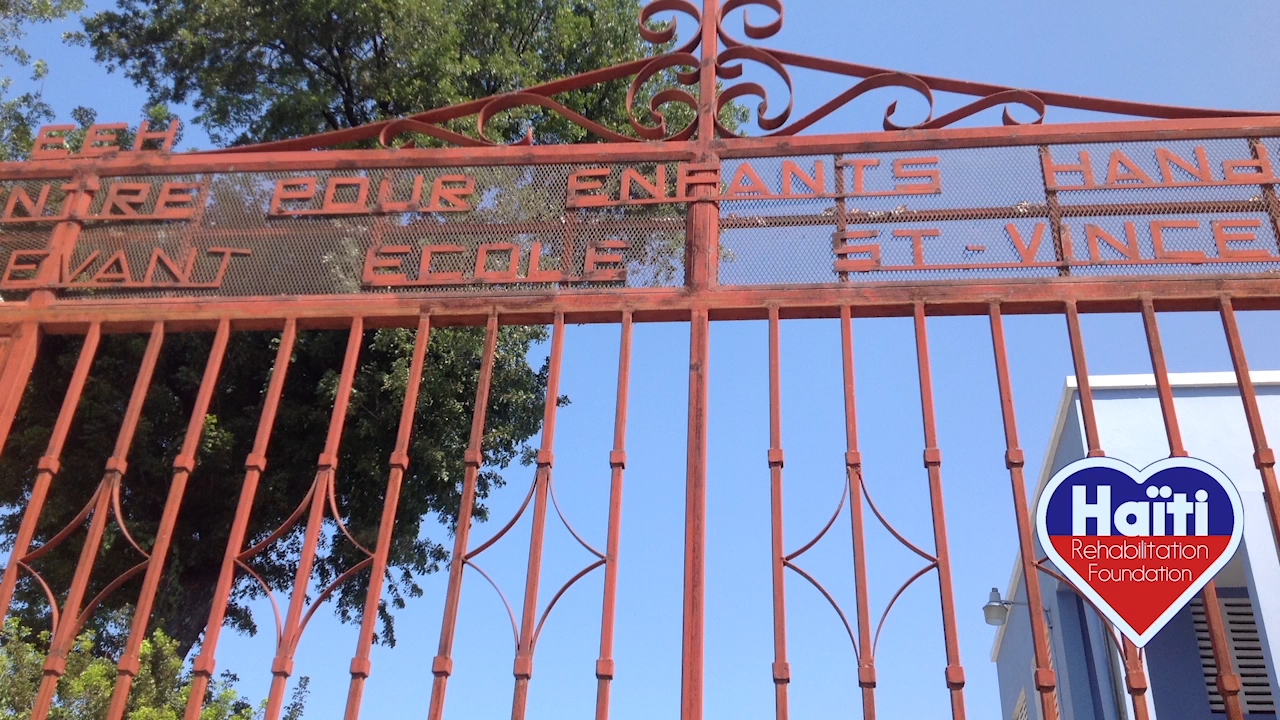 EEH
NTRE POUR ENFANTS HAND
EVANT ECOLE ST-VINCE
Haïti
Rehabilitation
Foundation